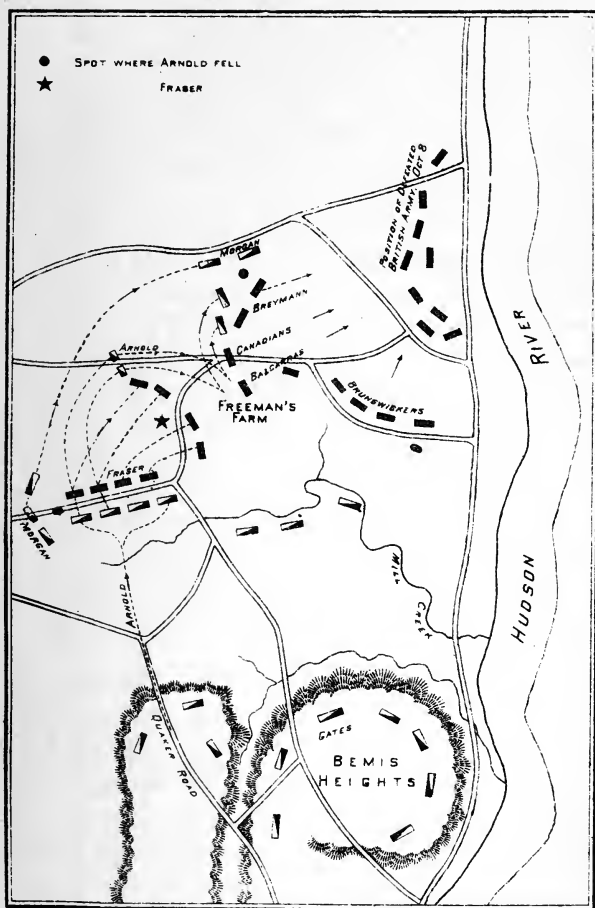 SPOT WHERE ARNOLD FELL
FRASER
POSITION OF DEFEATED
BRITISH ARMY. OCT 8
MORGAN
BREYMANN
ARNOLD
CANADIANS
BALCARRAS
FREEMAN'S
FARM
BRUNSWICKERS
RIVER
FRASER
MORGAN
MILL
CREEK
HUDSON
ARNOLD
QUAKER ROAD
GATES
BEMIS
HEIGHTS